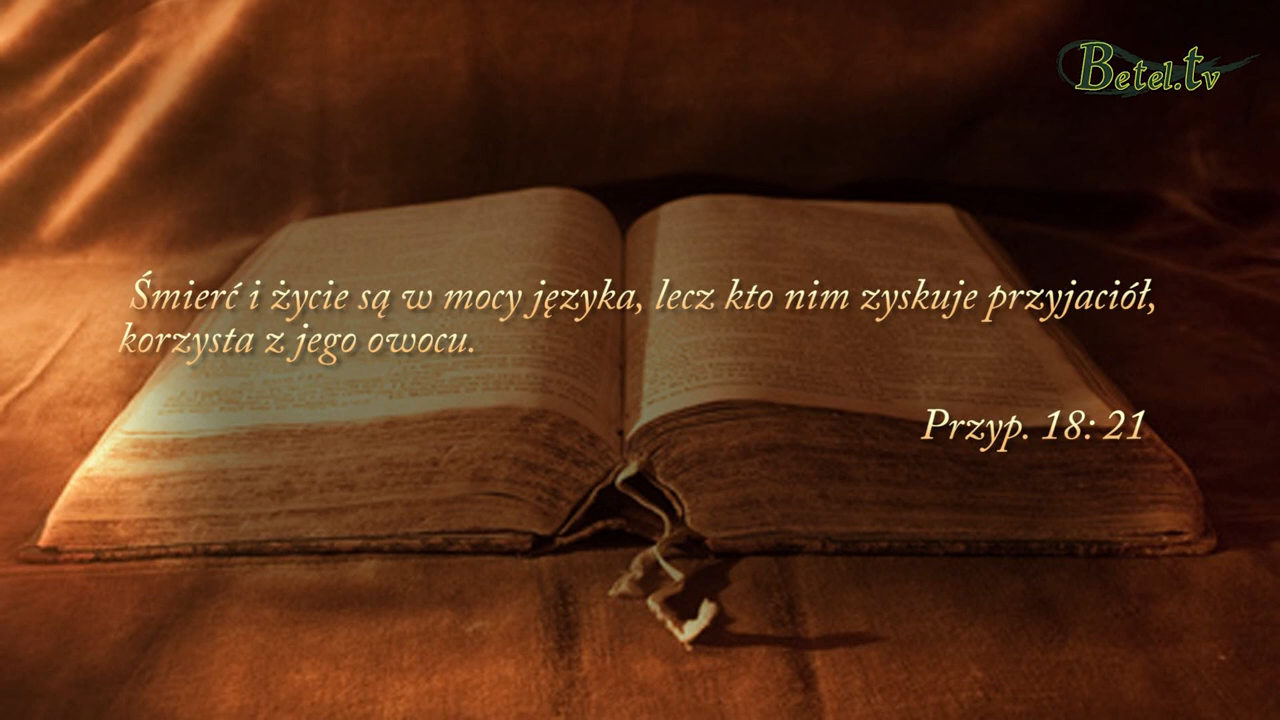 Betel.tv
Śmierć i życie są w mocy języka, lecz kto nim zyskuje przyjaciół,
korzysta z jego owocu.
Przyp. 18: 21